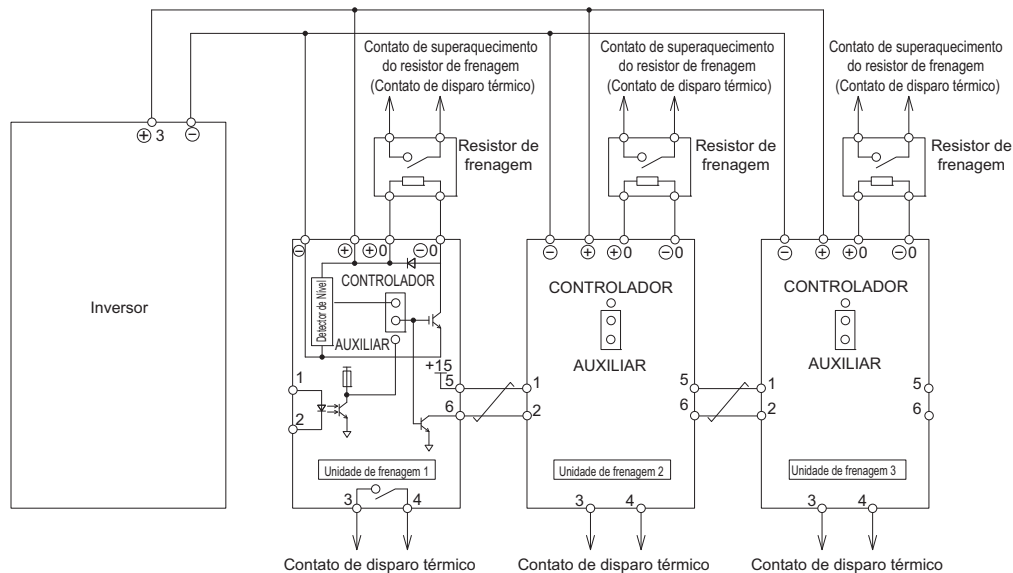 Contato de superaquecimento
do resistor de frenagem
(Contato de disparo térmico)
Contato de superaquecimento
do resistor de frenagem
(Contato de disparo térmico)
Contato de superaquecimento
do resistor de frenagem
(Contato de disparo térmico)
⊕ 3
⊖
Resistor de
frenagem
Resistor de
frenagem
Resistor de
frenagem
Inversor
⊖ ⊕ ⊕0 ⊖0
Detector de Nível
CONTROLADOR
AUXILIAR
+15
1
2
5
6
Unidade de frenagem 1
3 4
Contato de disparo térmico
⊖ ⊕ ⊕0 ⊖0
CONTROLADOR
AUXILIAR
1
2
5
6
Unidade de frenagem 2
3 4
Contato de disparo térmico
⊖ ⊕ ⊕0 ⊖0
CONTROLADOR
AUXILIAR
1
2
5
6
Unidade de frenagem 3
3 4
Contato de disparo térmico